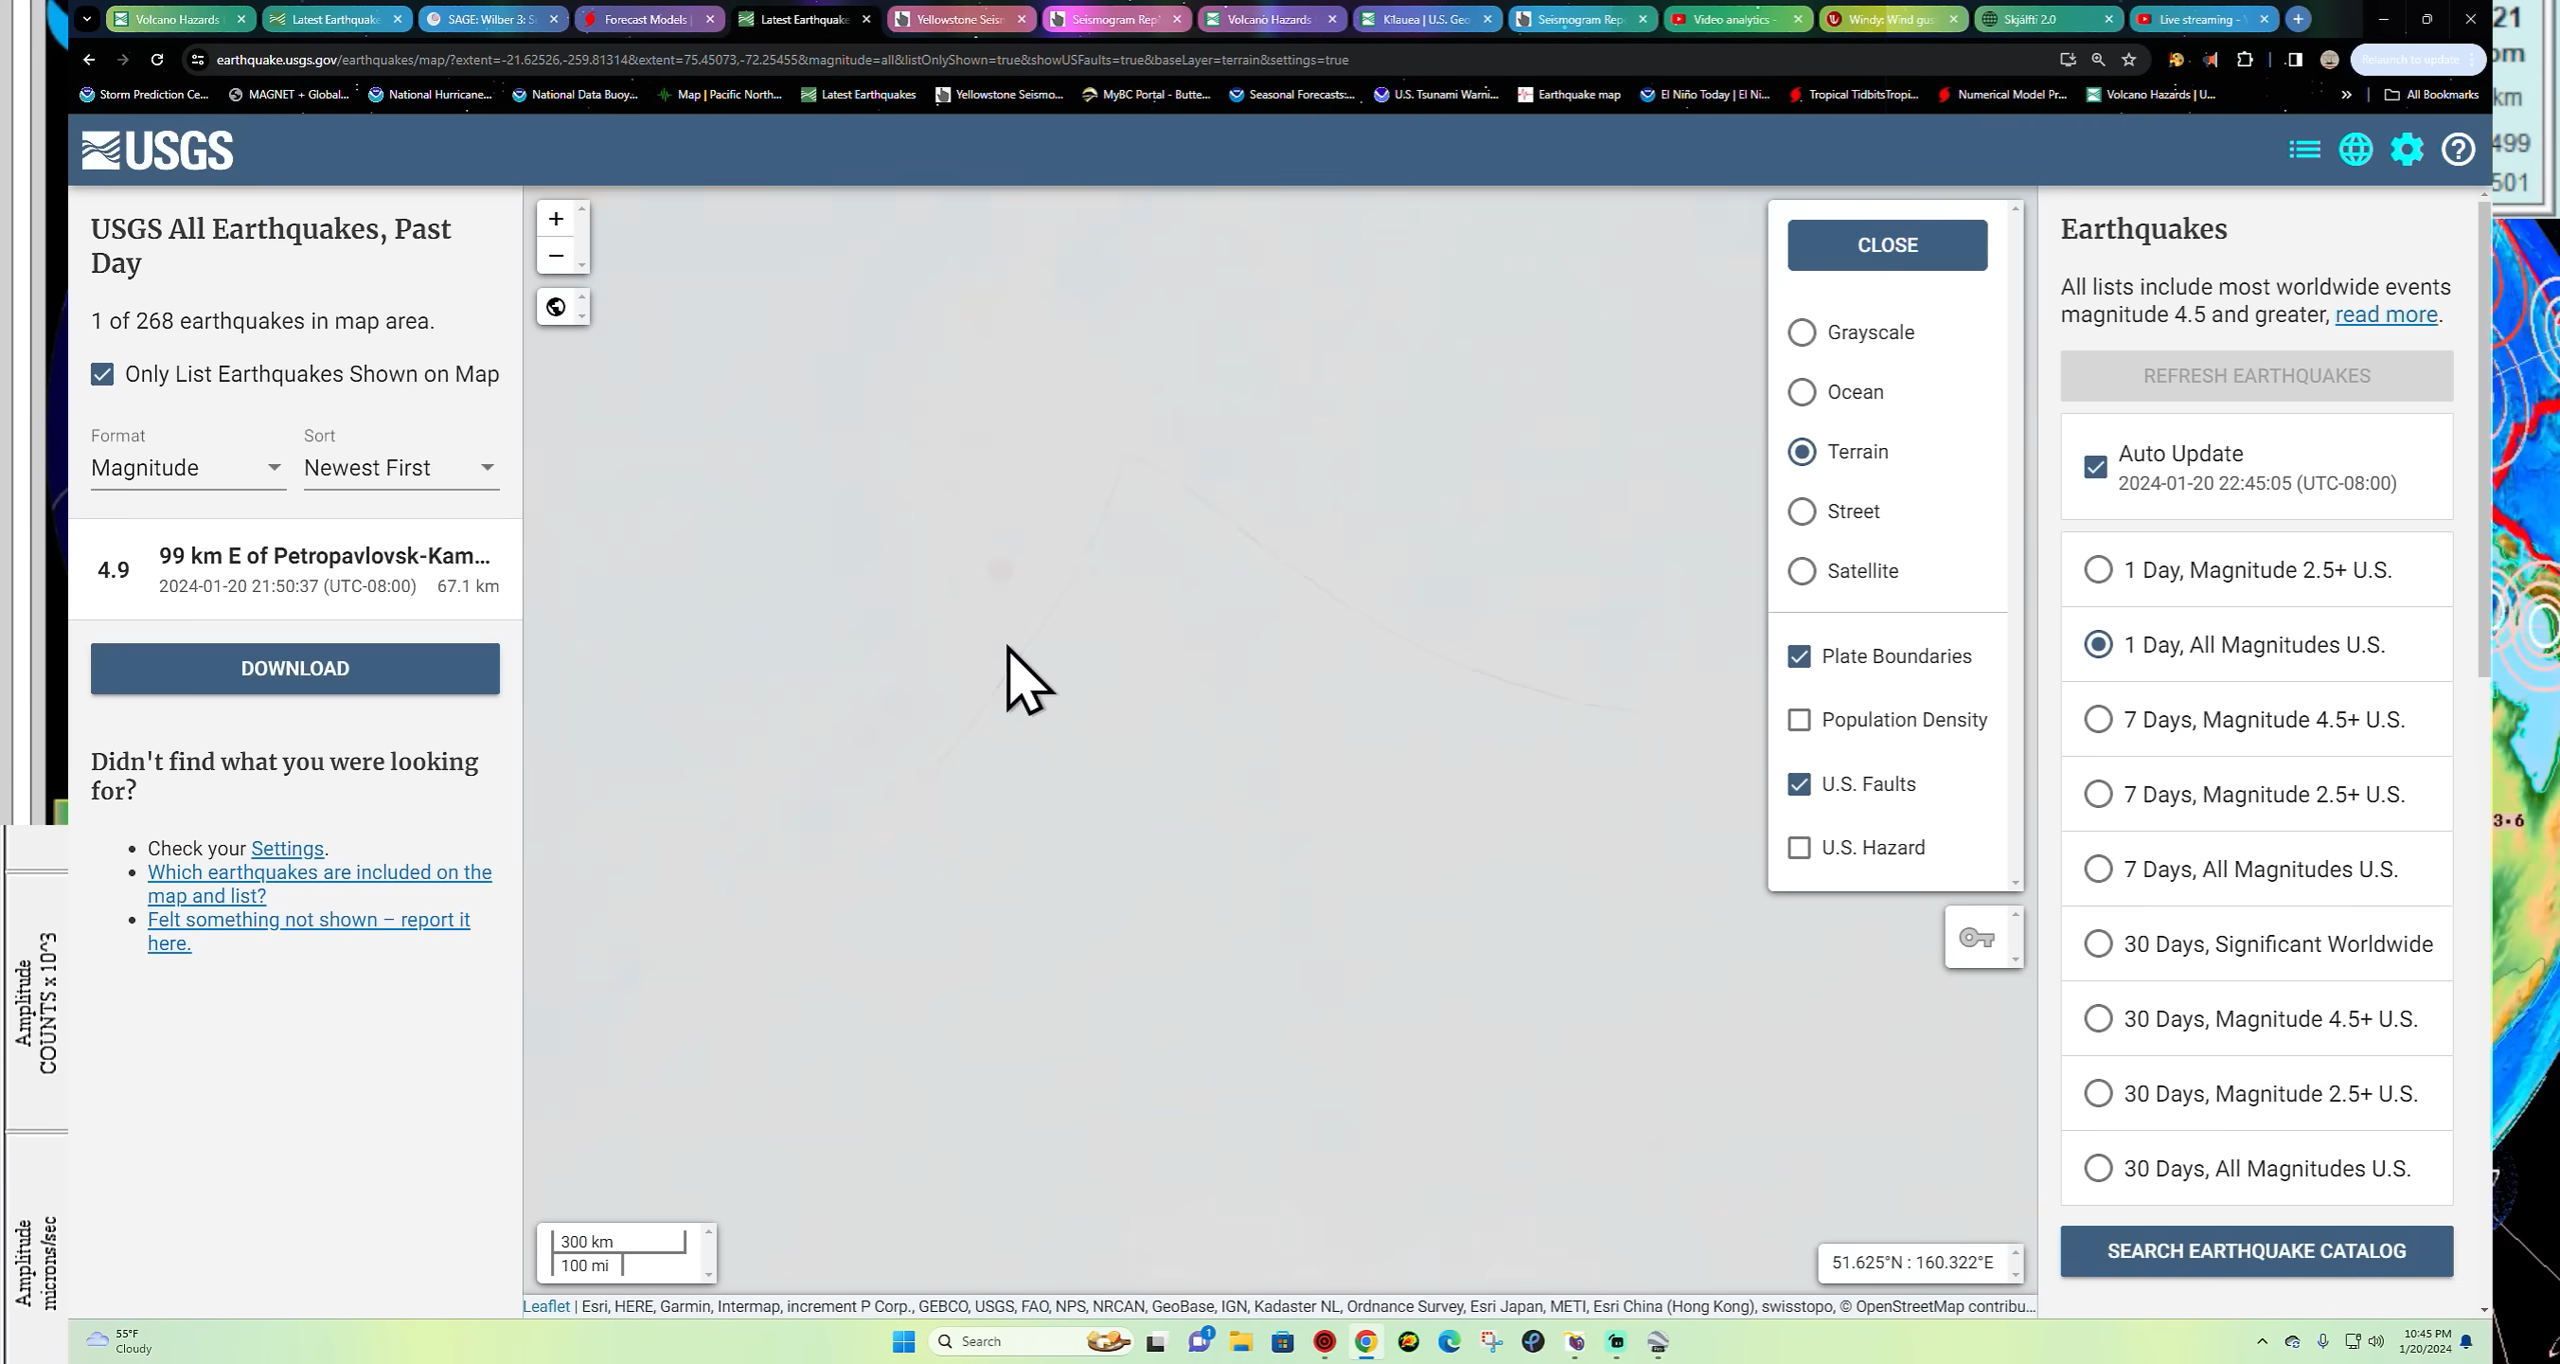 Volcano Hazards
Latest Earthquake
SAGE: Wilber 3: S
Forecast Models
Latest Earthquake
Yellowstone Seism
Seismogram Rep
Volcano Hazards
Kīlauea | U.S. Geo
Seismogram Rep
Video analytics -
Windy: Wind gus
Skjálfti 2.0
Live streaming -
earthquake.usgs.gov/earthquakes/map/?extent=-21.62526,-259.81314&extent=75.45073,-72.25455&magnitude=all&listOnlyShown=true&showUSFaults=true&baseLayer=terrain&settings=true
Relaunch to update
Storm Prediction Ce...
MAGNET + Global...
National Hurricane...
National Data Buoy...
Map | Pacific North...
Latest Earthquakes
Yellowstone Seismo...
MyBC Portal - Butte...
Seasonal Forecasts:...
U.S. Tsunami Warni...
Earthquake map
El Niño Today | El Ni...
Tropical TidbitsTropi...
Numerical Model Pr...
Volcano Hazards | U...
All Bookmarks
21
om
km
499
501
USGS
USGS All Earthquakes, Past
Day
1 of 268 earthquakes in map area.
Only List Earthquakes Shown on Map
Format
Magnitude
Sort
Newest First
4.9
99 km E of Petropavlovsk-Kam...
2024-01-20 21:50:37 (UTC-08:00) 67.1 km
DOWNLOAD
Didn't find what you were looking
for?
Check your Settings.
Which earthquakes are included on the
map and list?
Felt something not shown – report it
here.
Amplitude
COUNTS x 10^3
Amplitude
microns/sec
+
−
CLOSE
Grayscale
Ocean
Terrain
Street
Satellite
Plate Boundaries
Population Density
U.S. Faults
U.S. Hazard
300 km
100 mi
51.625°N : 160.322°E
Leaflet | Esri, HERE, Garmin, Intermap, increment P Corp., GEBCO, USGS, FAO, NPS, NRCAN, GeoBase, IGN, Kadaster NL, Ordnance Survey, Esri Japan, METI, Esri China (Hong Kong), swisstopo, © OpenStreetMap contribu...
Earthquakes
All lists include most worldwide events
magnitude 4.5 and greater, read more.
REFRESH EARTHQUAKES
Auto Update
2024-01-20 22:45:05 (UTC-08:00)
1 Day, Magnitude 2.5+ U.S.
1 Day, All Magnitudes U.S.
7 Days, Magnitude 4.5+ U.S.
7 Days, Magnitude 2.5+ U.S.
7 Days, All Magnitudes U.S.
30 Days, Significant Worldwide
30 Days, Magnitude 4.5+ U.S.
30 Days, Magnitude 2.5+ U.S.
30 Days, All Magnitudes U.S.
SEARCH EARTHQUAKE CATALOG
3.6
55°F
Cloudy
Search
1
10:45 PM
1/20/2024